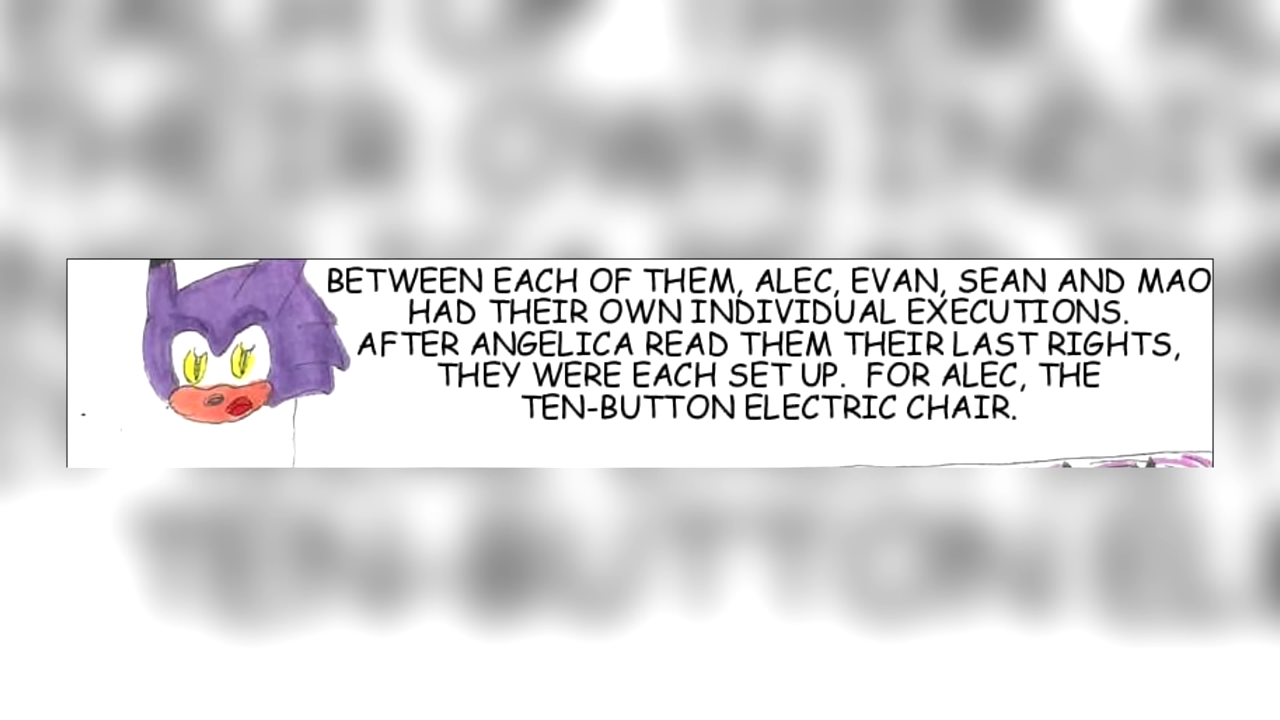 BETWEEN EACH OF THEM, ALEC, EVAN, SEAN AND MAO
HAD THEIR OWN INDIVIDUAL EXECUTIONS.
AFTER ANGELICA READ THEM THEIR LAST RIGHTS,
THEY WERE EACH SET UP.  FOR ALEC, THE
TEN-BUTTON ELECTRIC CHAIR.